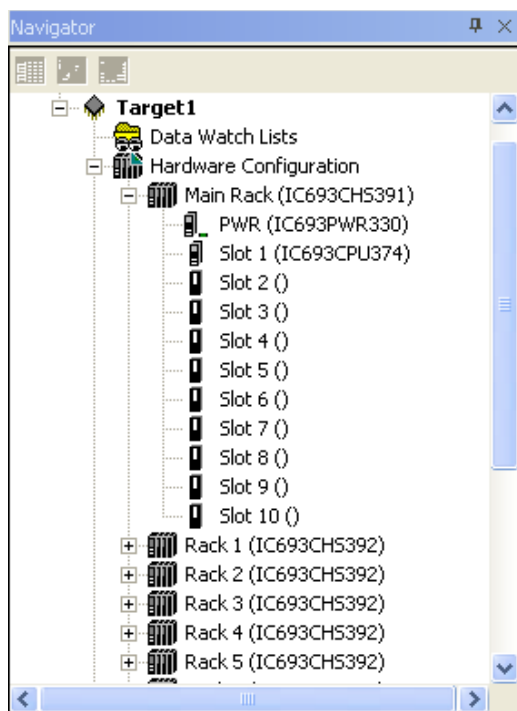 Navigator
Target1
Data Watch Lists
Hardware Configuration
Main Rack (IC693CHS391)
PWR (IC693PWR330)
Slot 1 (IC693CPU374)
Slot 2 ()
Slot 3 ()
Slot 4 ()
Slot 5 ()
Slot 6 ()
Slot 7 ()
Slot 8 ()
Slot 9 ()
Slot 10 ()
Rack 1 (IC693CHS392)
Rack 2 (IC693CHS392)
Rack 3 (IC693CHS392)
Rack 4 (IC693CHS392)
Rack 5 (IC693CHS392)